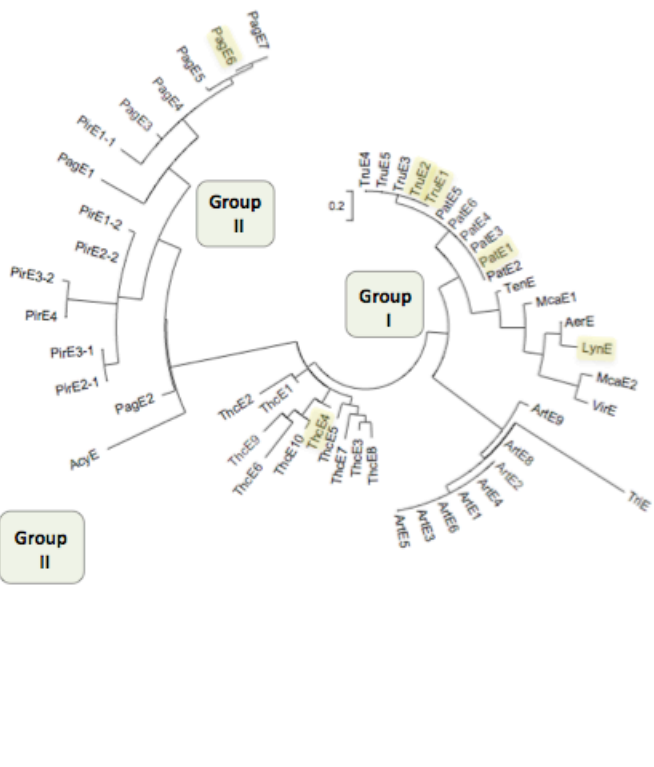 PagE7
PagE6
PagE5
PagE4
PagE3
PirE1-1
PagE1
PirE1-2
PirE2-2
PirE3-2
PirE4
PirE3-1
PirE2-1
PagE2
AcyE
Group
II
TruE4
TruE5
TruE3
TruE2
TruE1
PatE5
PatE6
PatE4
PatE3
PatE1
PatE2
0.2
Group
I
TenE
McaE1
AerE
LynE
McaE2
VirE
ArtE9
ArtE8
TriE
ArtE2
ArtE4
ArtE1
ArtE6
ArtE3
ArtE5
ThcE2
ThcE1
ThcE9
ThcE6
ThcE10
ThcE4
ThcE5
ThcE7
ThcE3
ThcE8
Group
II